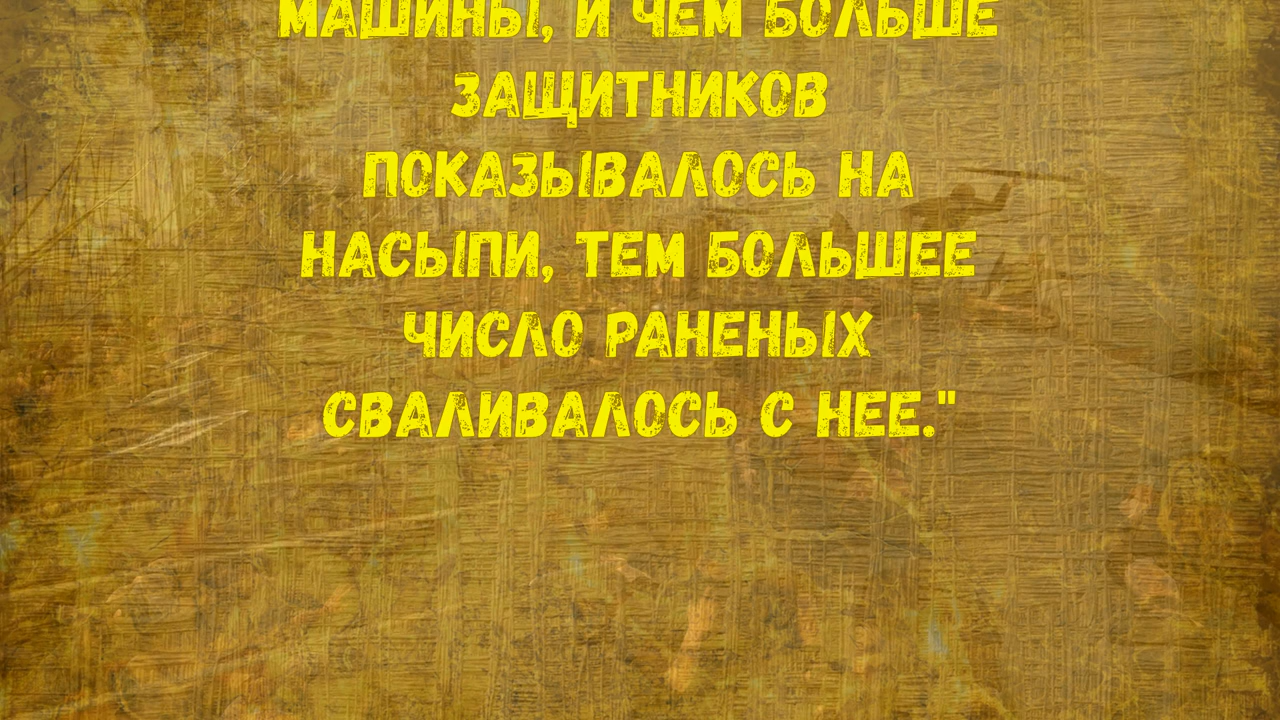 МАШИНЫ, И ЧЕМ БОЛЬШЕ
ЗАЩИТНИКОВ
ПОКАЗЫВАЛОСЬ НА
НАСЫПИ, ТЕМ БОЛЬШЕЕ
ЧИСЛО РАНЕНЫХ
СВАЛИВАЛОСЬ С НЕЕ."